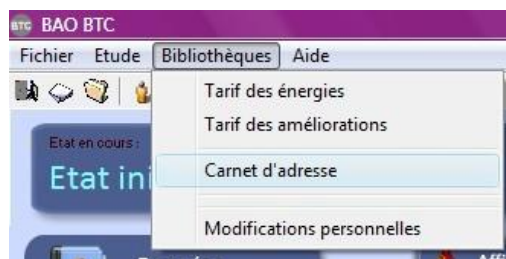 BTC BAO BTC
Fichier Etude Bibliothèques Aide
Tarif des énergies
Tarif des améliorations
Etat en cours :
Etat ini
Carnet d'adresse
Modifications personnelles